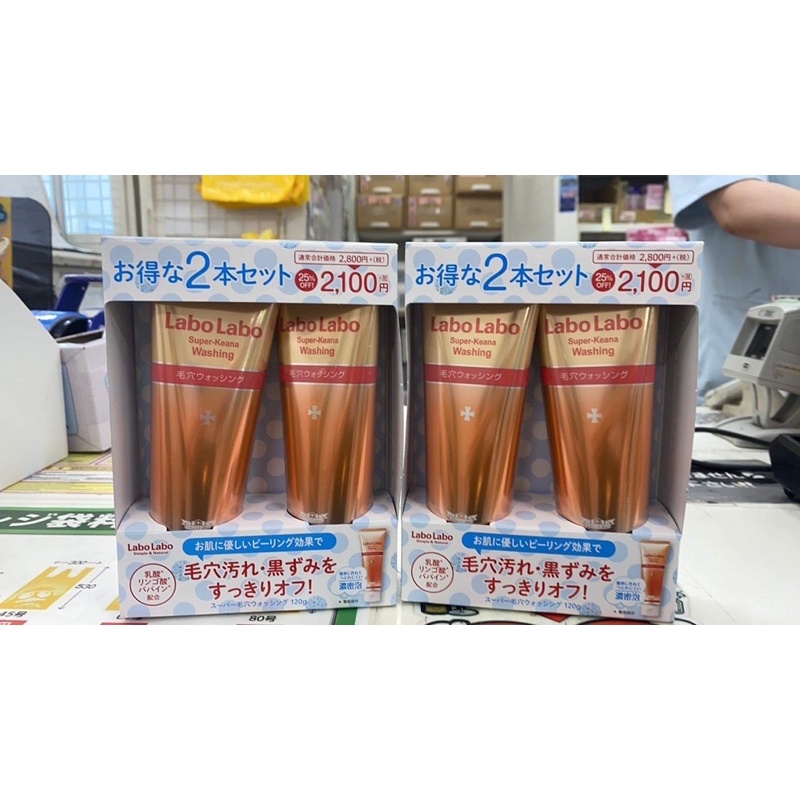 通常合計価格 2,800円+(税)
お得な2本セット 25% OFF! 2,100円 +税
Labo Labo
Super-Keana
Washing
毛穴ウォッシング
Labo Labo
Super-Keana
Washing
毛穴ウォッシング
Labo Labo
Simple & Natural
お肌に優しいピーリング効果で
乳酸*
リンゴ酸*
パパイン*
配合
毛穴汚れ・黒ずみを
すっきりオフ!
スーパー毛穴ウォッシング 120g
濃密泡
通常合計価格 2,800円+(税)
お得な2本セット 25% OFF! 2,100円 +税
Labo Labo
Super-Keana
Washing
毛穴ウォッシング
Labo Labo
Super-Keana
Washing
毛穴ウォッシング
Labo Labo
Simple & Natural
お肌に優しいピーリング効果で
乳酸*
リンゴ酸*
パパイン*
配合
毛穴汚れ・黒ずみを
すっきりオフ!
スーパー毛穴ウォッシング 120g
濃密泡
ジ袋
300
530
45号
80号